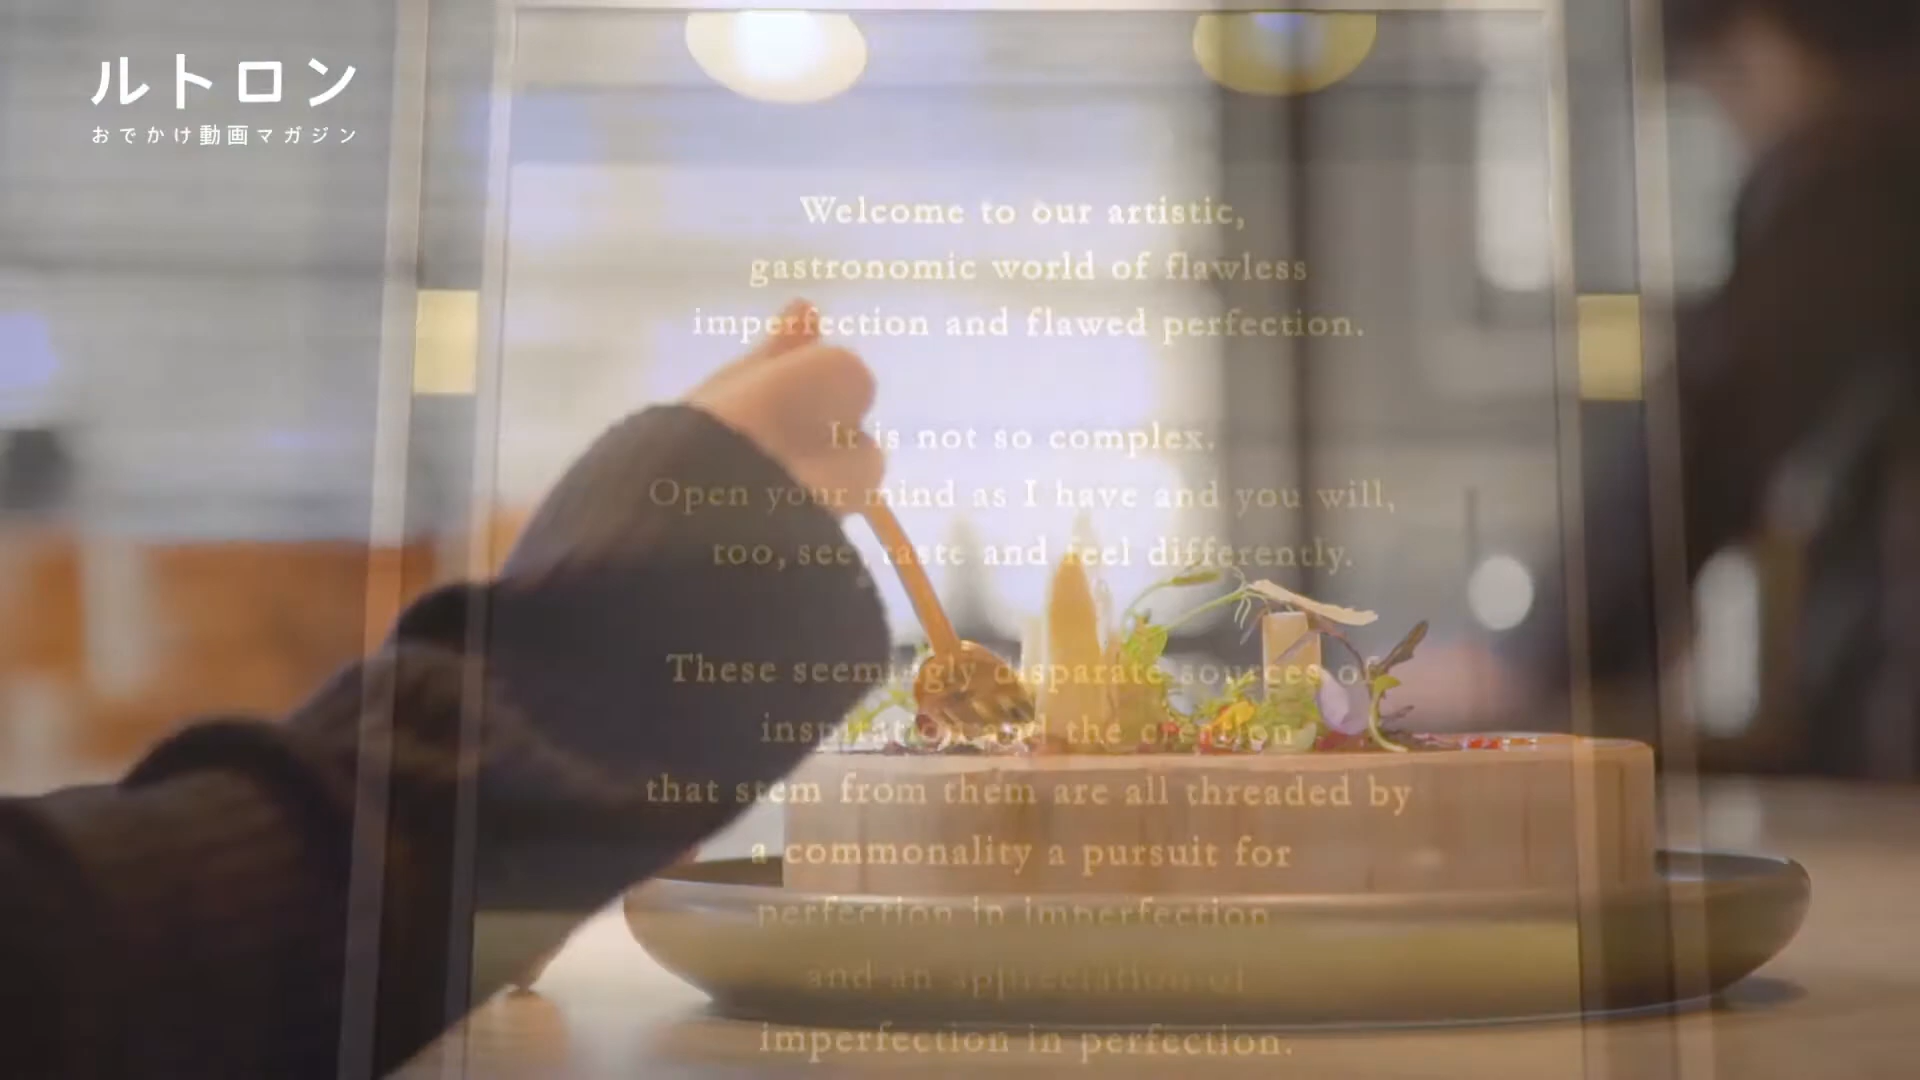 ルトロン
おでかけ動画マガジン
Welcome to our artistic,
gastronomic world of flawless
imperfection and flawed perfection.
It is not so complex.
Open your mind as I have and you will,
too, see, taste and feel differently.
These seemingly disparate sources of
inspiration and the creation
that stem from them are all threaded by
a commonality a pursuit for
perfection in imperfection
and an appreciation of
imperfection in perfection.